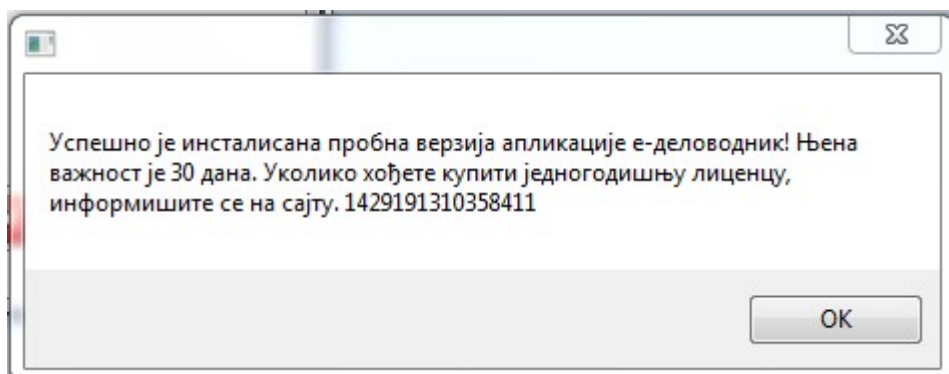 Успешно је инсталисана пробна верзија апликације е-деловодник! Њена
важност је 30 дана. Уколико хођете купити једногодишњу лиценцу,
информишите се на сајту. 1429191310358411
OK